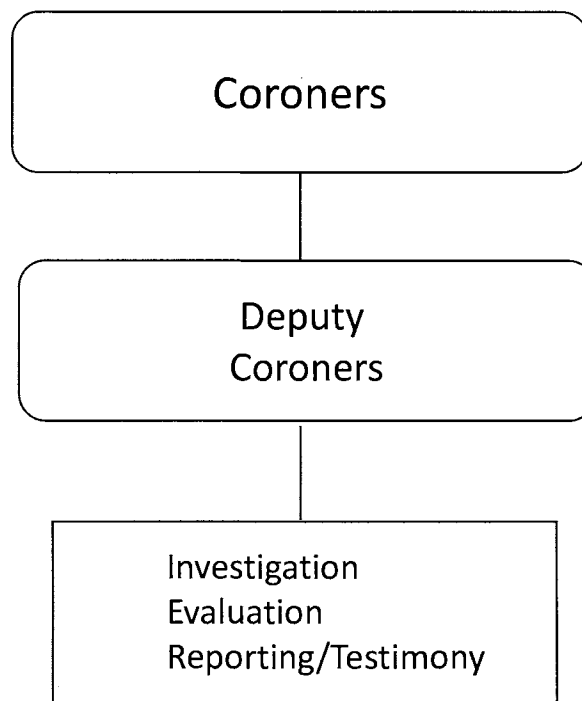 Coroners
Deputy
Coroners
Investigation
Evaluation
Reporting/Testimony